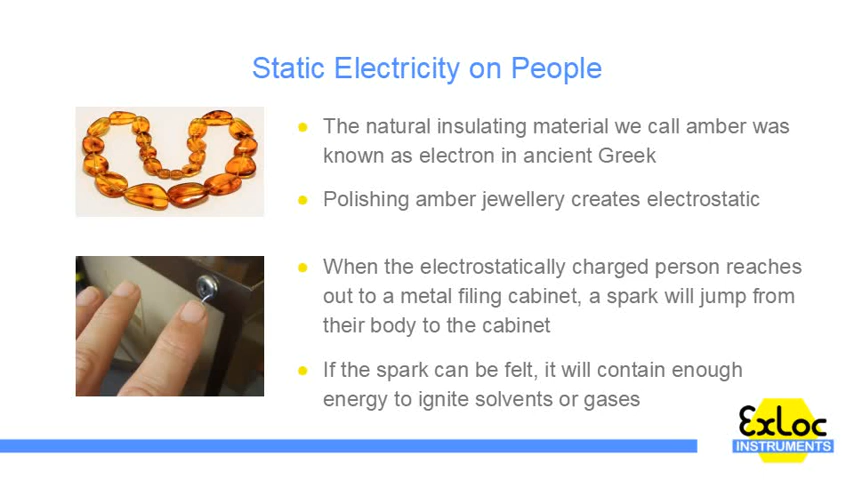 Static Electricity on People
The natural insulating material we call amber was
known as electron in ancient Greek
Polishing amber jewellery creates electrostatic
When the electrostatically charged person reaches
out to a metal filing cabinet, a spark will jump from
their body to the cabinet
If the spark can be felt, it will contain enough
energy to ignite solvents or gases
ExLoc
INSTRUMENTS